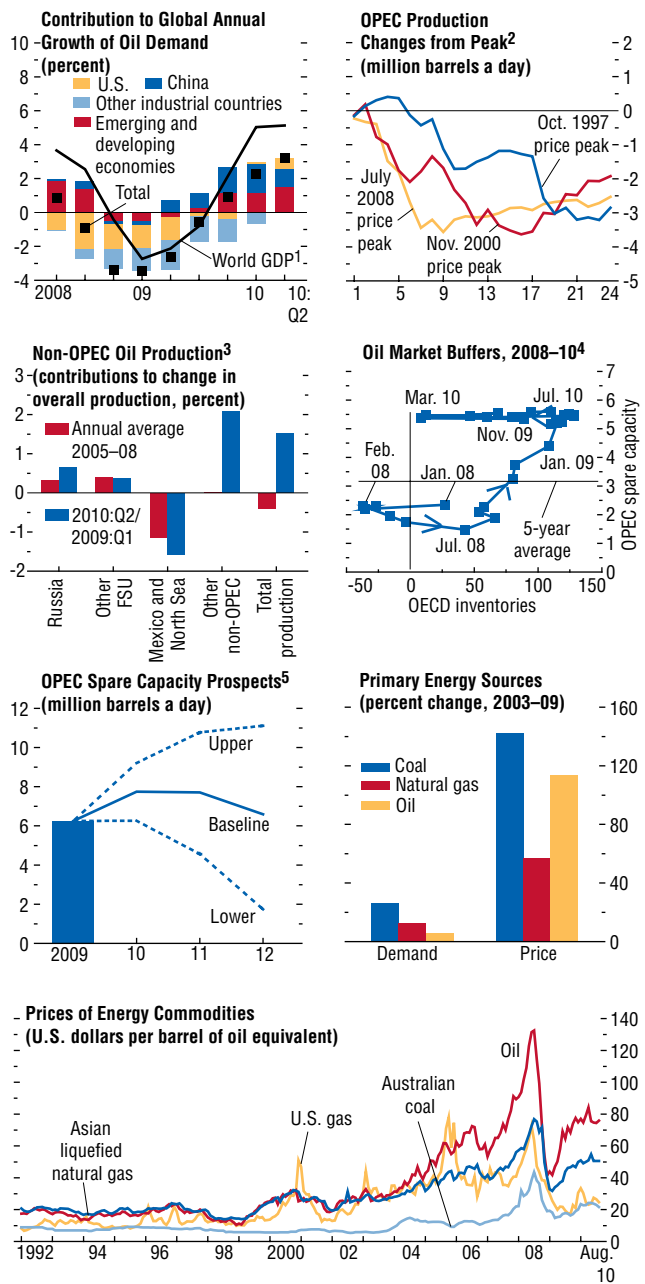 Contribution to Global Annual
Growth of Oil Demand
(percent)
10
8
6
4
2
0
-2
-4
U.S.
China
Other industrial countries
Emerging and
developing
economies
Total
World GDP1
2008
09
10
10:
Q2
OPEC Production
Changes from Peak2
(million barrels a day)
2
1
0
-1
-2
-3
-4
-5
Oct. 1997
price peak
July
2008
price
peak
Nov. 2000
price peak
1
5
9
13
17
21
24
Non-OPEC Oil Production3
(contributions to change in
overall production, percent)
3
2
1
0
-1
-2
Annual average
2005–08
2010:Q2/
2009:Q1
Russia
Other
FSU
Mexico and
North Sea
Other
non-OPEC
Total
production
Oil Market Buffers, 2008–104
7
6
5
4
3
2
1
0
OPEC spare capacity
Mar. 10
Jul. 10
Nov. 09
Feb.
08
Jan. 08
Jan. 09
Jul. 08
5-year
average
-50
0
50
100
150
OECD inventories
OPEC Spare Capacity Prospects5
(million barrels a day)
12
10
8
6
4
2
0
Upper
Baseline
Lower
2009
10
11
12
Primary Energy Sources
(percent change, 2003–09)
160
120
80
40
0
Coal
Natural gas
Oil
Demand
Price
Prices of Energy Commodities
(U.S. dollars per barrel of oil equivalent)
140
120
100
80
60
40
20
0
Oil
Australian
coal
U.S. gas
Asian
liquefied
natural gas
1992
94
96
98
2000
02
04
06
08
Aug.
10